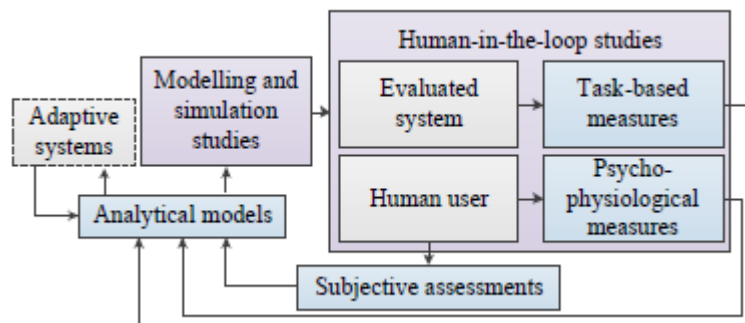 Human-in-the-loop studies
Modelling and
simulation
studies
Evaluated
system
Task-based
measures
Adaptive
systems
Human user
Psycho-
physiological
measures
Analytical models
Subjective assessments